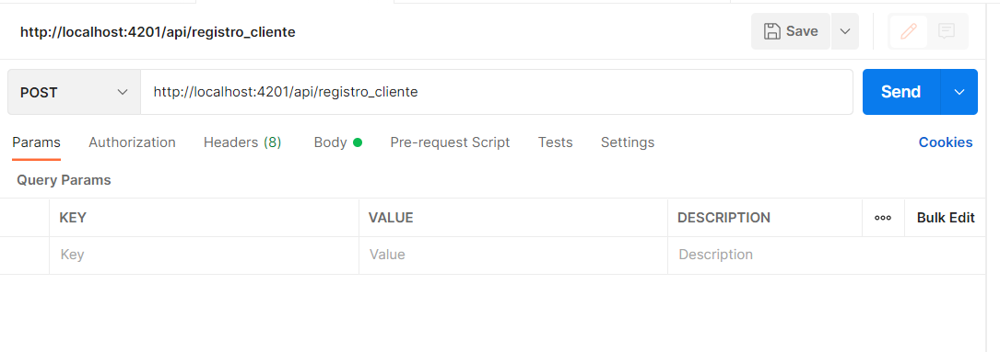 http://localhost:4201/api/registro_cliente Save
POST http://localhost:4201/api/registro_cliente Send
Params Authorization Headers (8) Body Pre-request Script Tests Settings Cookies
Query Params
KEY VALUE DESCRIPTION ooo Bulk Edit
Key Value Description